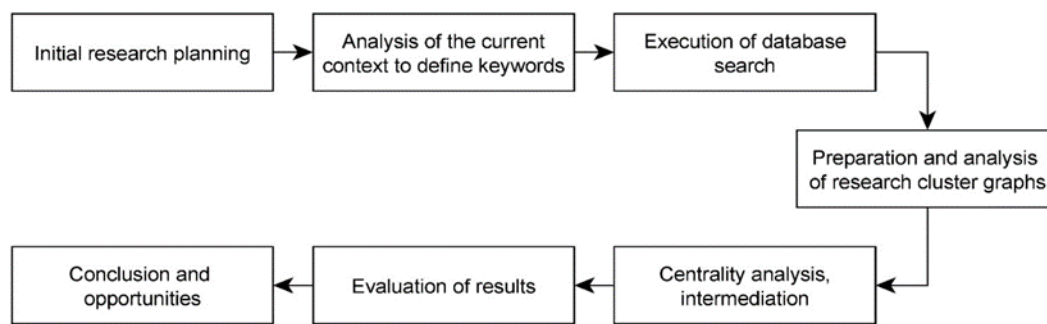 Initial research planning
Analysis of the current
context to define keywords
Execution of database
search
Preparation and analysis
of research cluster graphs
Centrality analysis,
intermediation
Evaluation of results
Conclusion and
opportunities